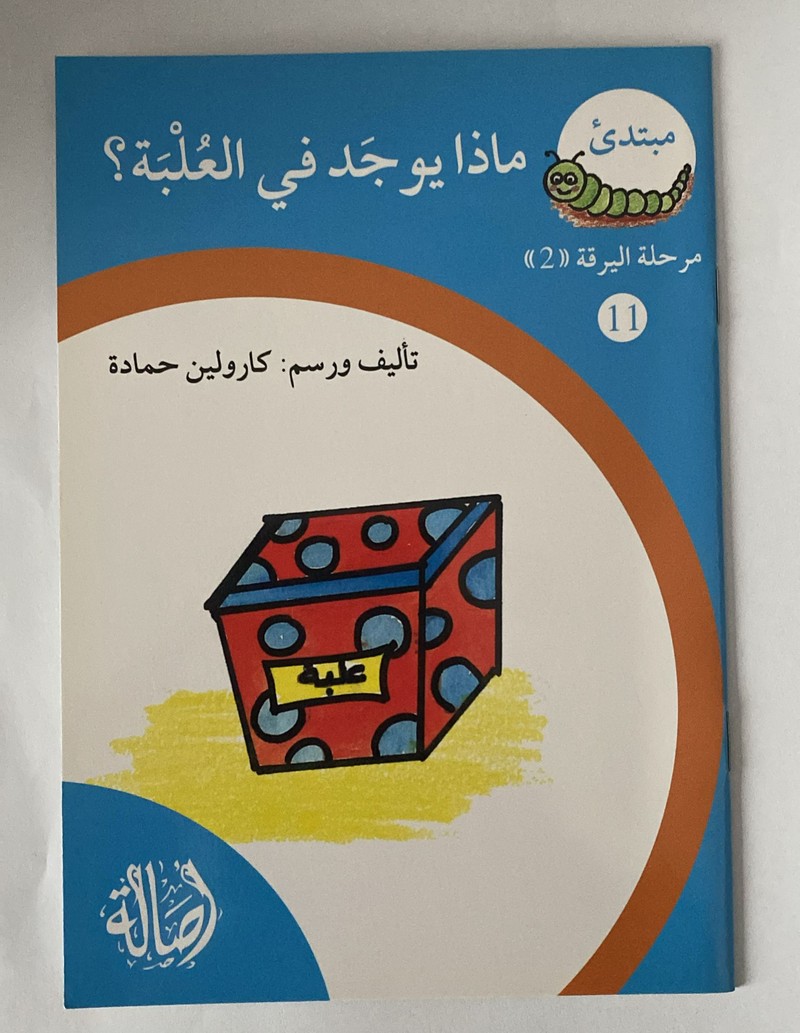 مبتدئ
ماذا يوجَد في العُلْبَة؟
مرحلة اليرقة «2»
11
تأليف ورسم: كارولين حمادة
علبة
أصالة